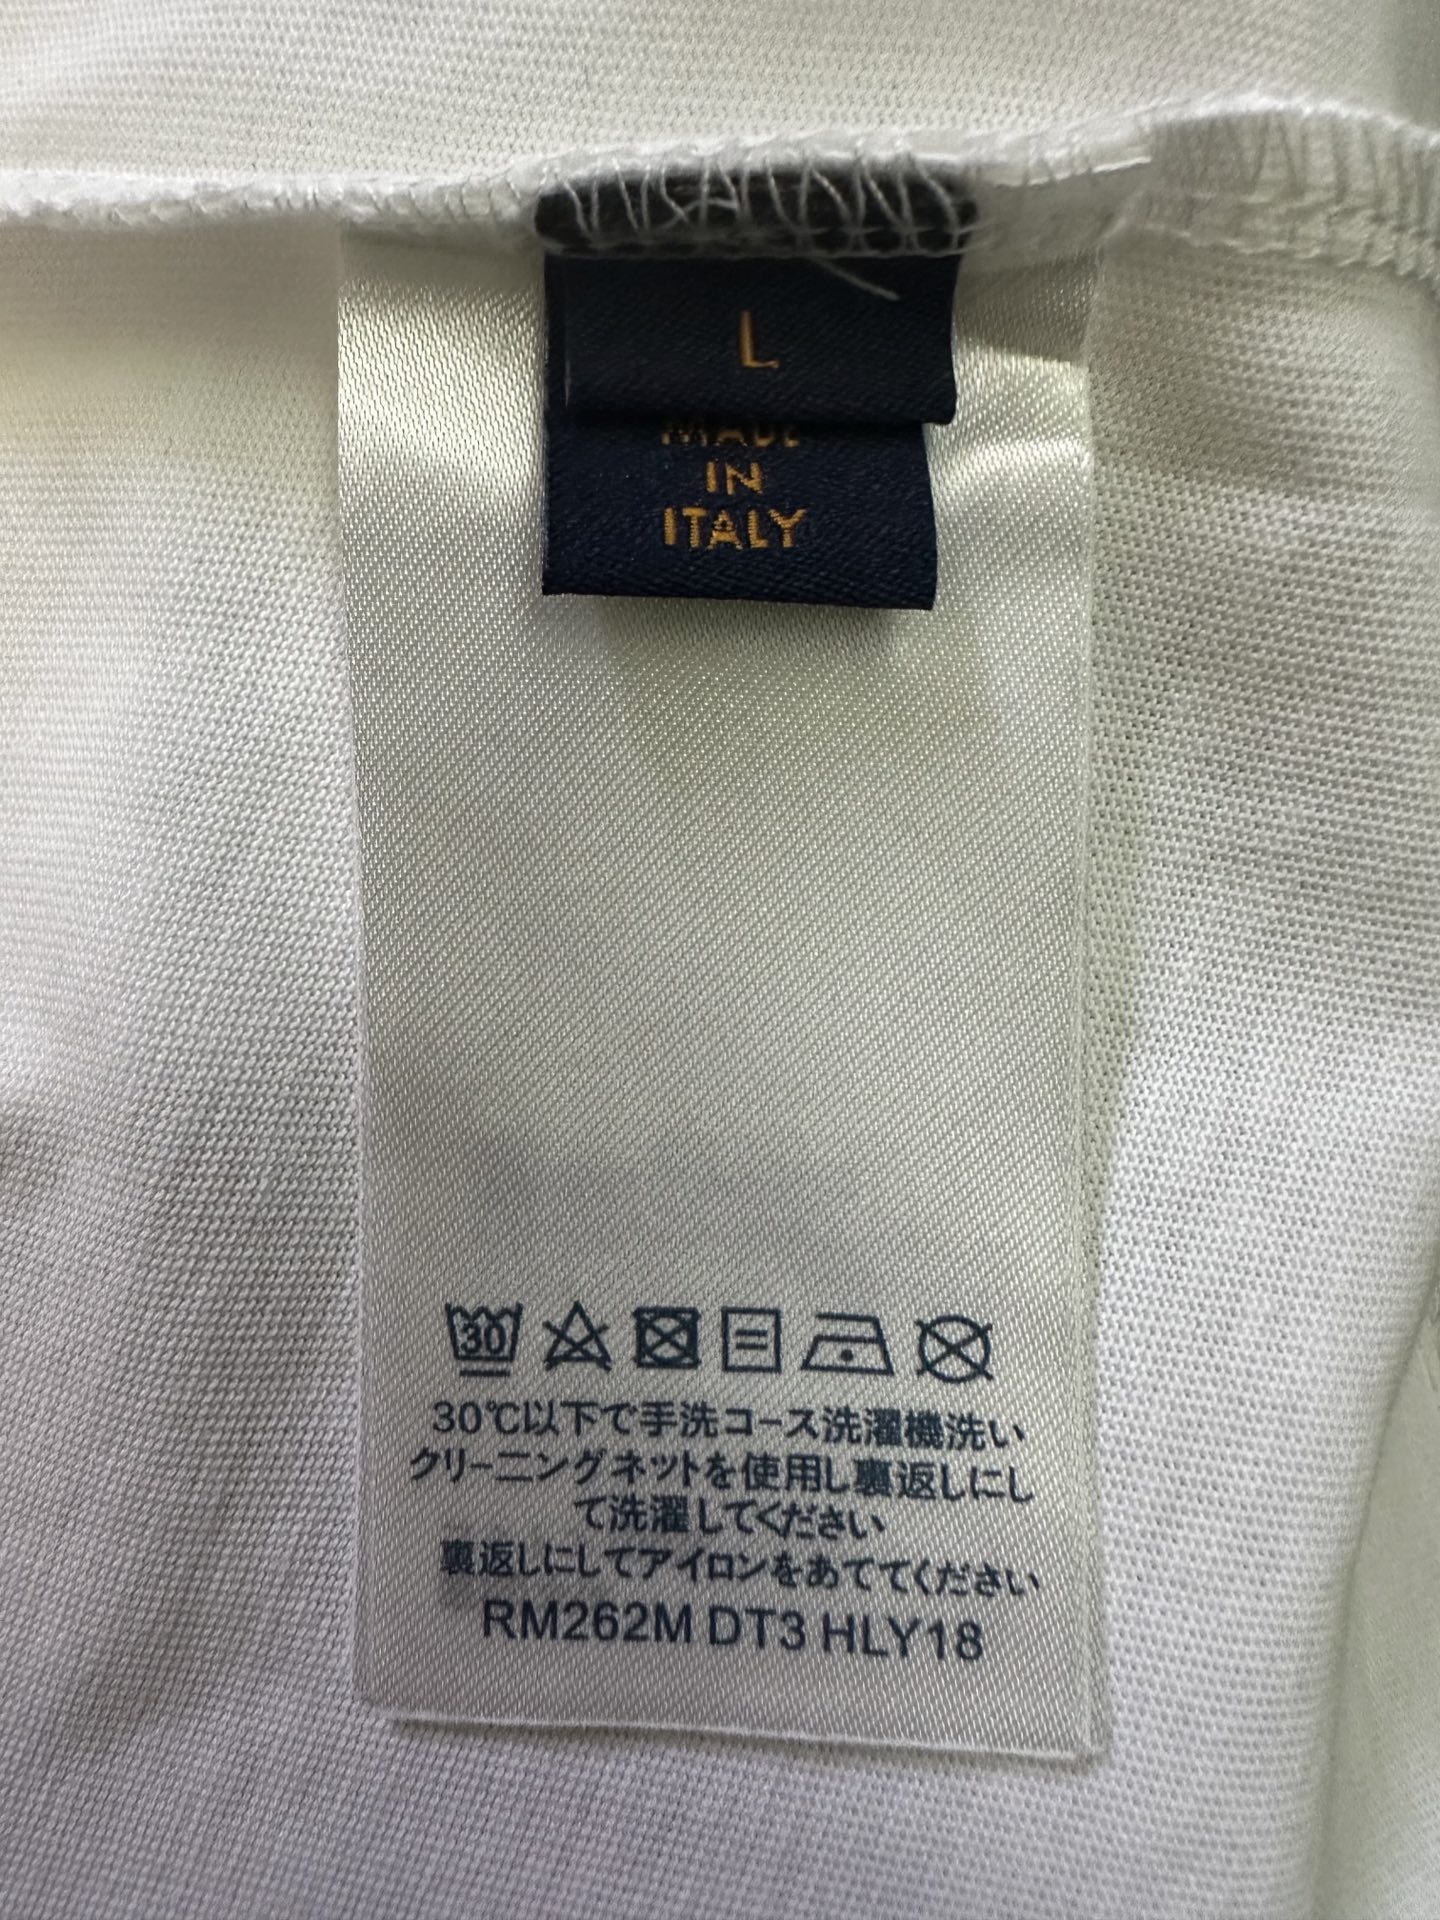 L
MADE
IN
ITALY
30
30℃以下で手洗コース洗濯機洗い
クリーニングネットを使用し裏返しにし
て洗濯してください
裏返しにしてアイロンをあててください
RM262M DT3 HLY18